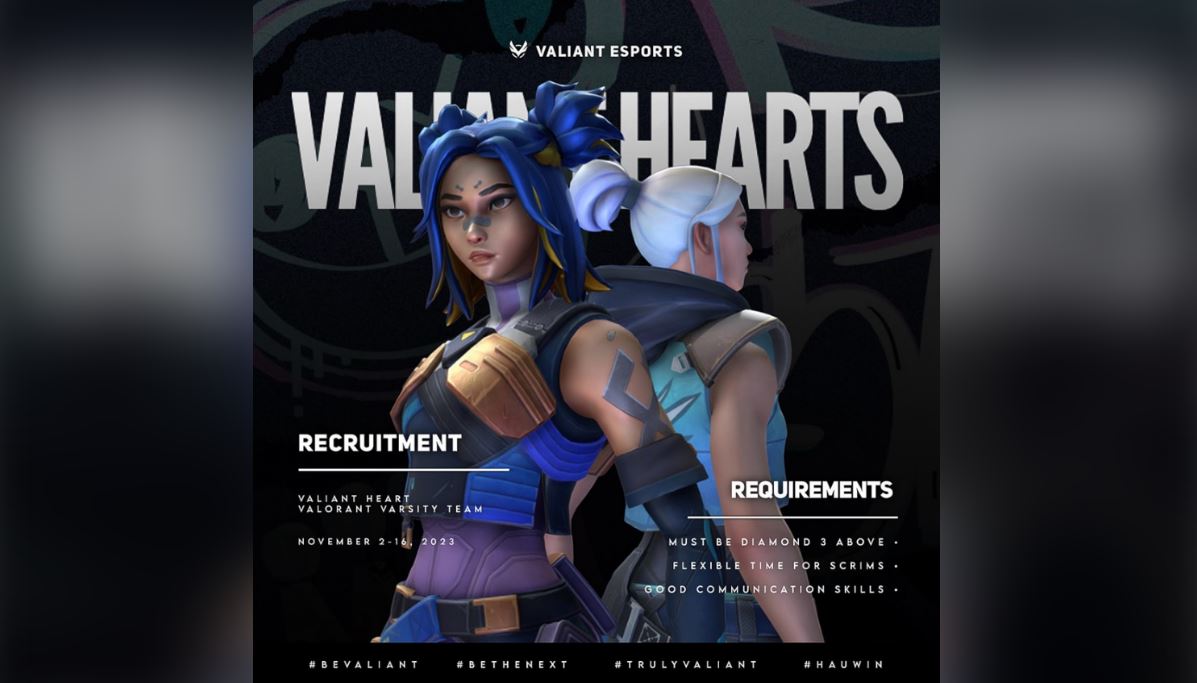 VALIANT ESPORTS
VALIANT HEARTS
RECRUITMENT
VALIANT HEART
VALORANT VARSITY TEAM
NOVEMBER 2-16, 2023
REQUIREMENTS
MUST BE DIAMOND 3 ABOVE •
FLEXIBLE TIME FOR SCRIMS •
GOOD COMMUNICATION SKILLS •
#BEVALIANT #BETHENEXT #TRULYVALIANT #HAUWIN